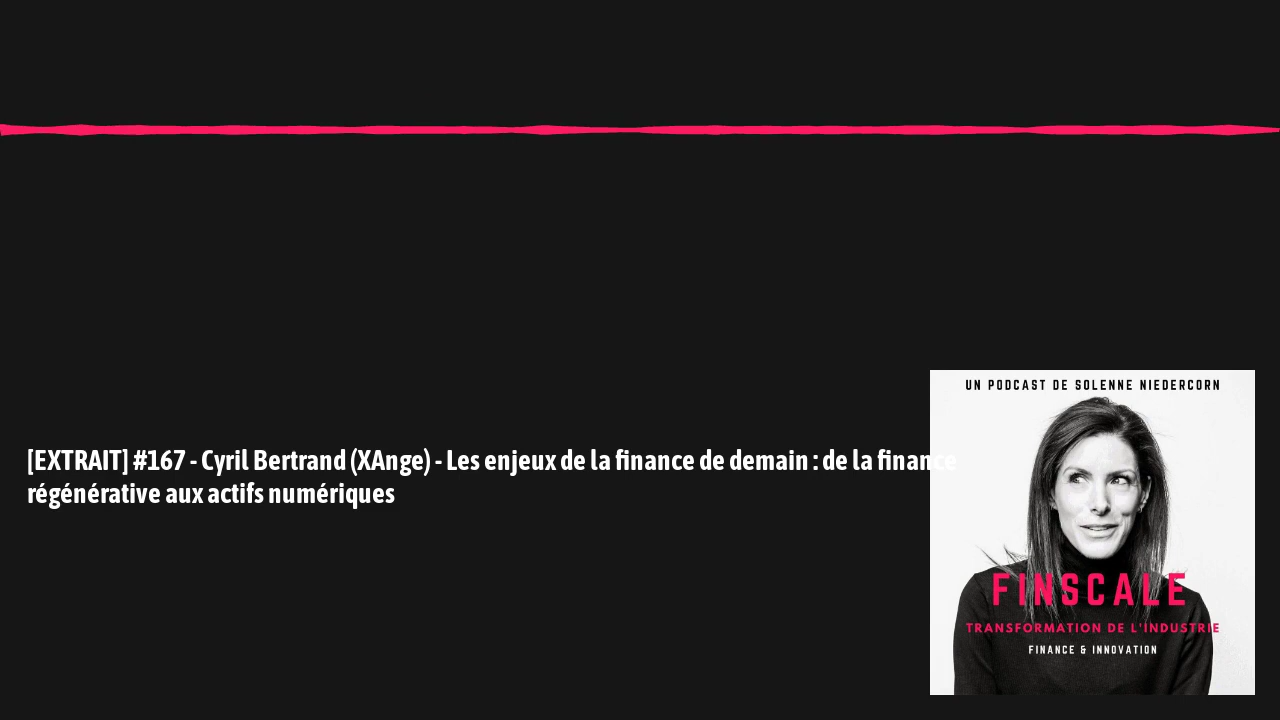 [EXTRAIT] #167 - Cyril Bertrand (XAnge) - Les enjeux de la finance de demain : de la finance
régénérative aux actifs numériques
UN PODCAST DE SOLENNE NIEDERCORN
FINSCALE
TRANSFORMATION DE L'INDUSTRIE
FINANCE & INNOVATION